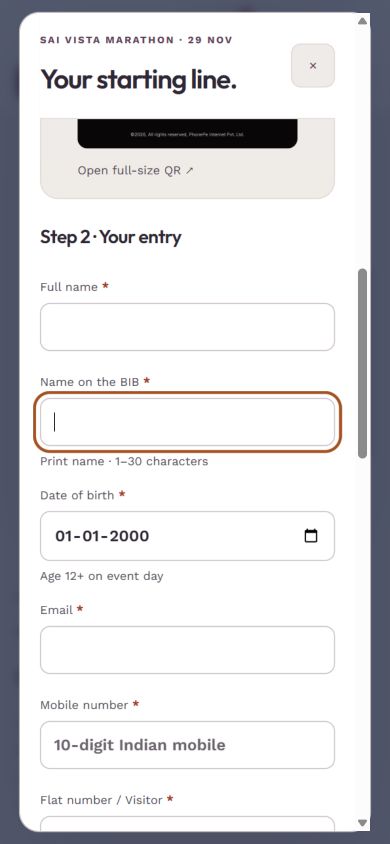 SAI VISTA MARATHON · 29 NOV
Your starting line.
×
©2025, All rights reserved, PhonePe Internet Pvt. Ltd.
Open full-size QR ↗
Step 2 · Your entry
Full name *
Name on the BIB *
Print name · 1–30 characters
Date of birth *
01-01-2000
Age 12+ on event day
Email *
Mobile number *
10-digit Indian mobile
Flat number / Visitor *